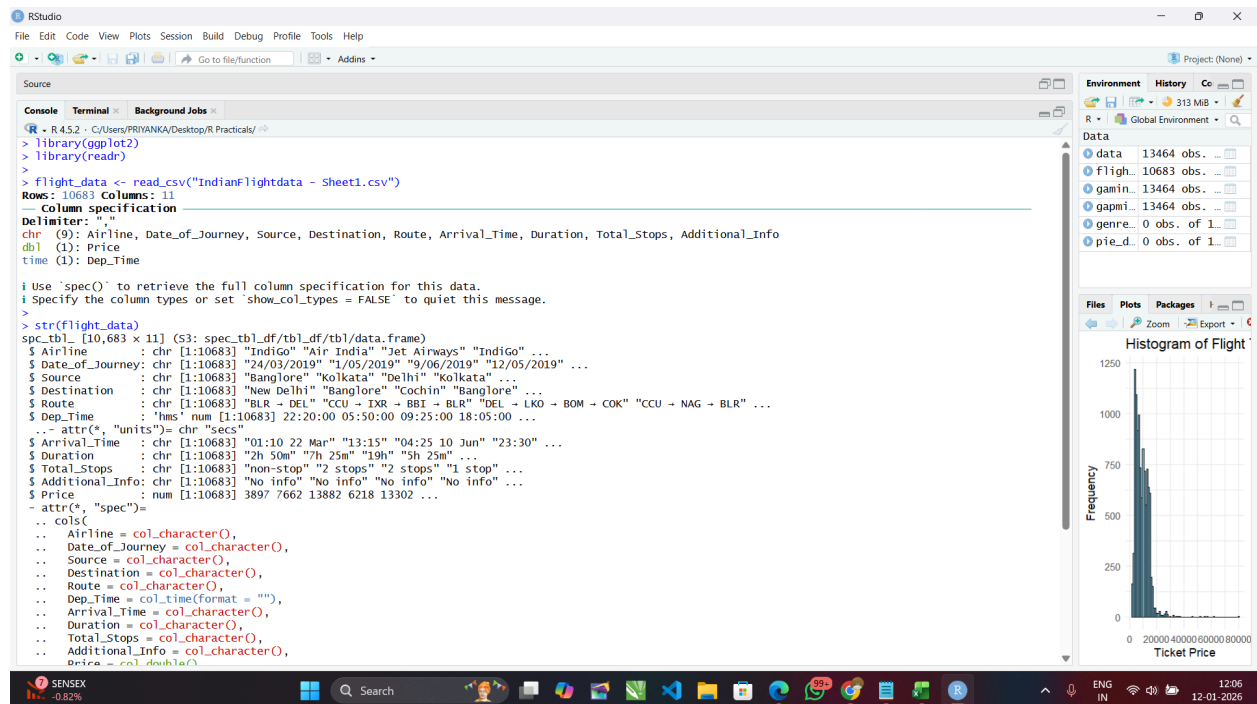 RStudio
File Edit Code View Plots Session Build Debug Profile Tools Help
Go to file/function
Addins
Project: (None)
Source
Console Terminal Background Jobs
R 4.5.2 · C:/Users/PRIYANKA/Desktop/R Practicals/
> library(ggplot2)
> library(readr)
>
> flight_data <- read_csv("IndianFlightdata - Sheet1.csv")
Rows: 10683 Columns: 11
── Column specification ──
Delimiter: ","
chr (9): Airline, Date_of_Journey, Source, Destination, Route, Arrival_Time, Duration, Total_Stops, Additional_Info
dbl (1): Price
time (1): Dep_Time
ℹ Use `spec()` to retrieve the full column specification for this data.
ℹ Specify the column types or set `show_col_types = FALSE` to quiet this message.
>
> str(flight_data)
spc_tbl_ [10,683 × 11] (S3: spec_tbl_df/tbl_df/tbl/data.frame)
$ Airline : chr [1:10683] "IndiGo" "Air India" "Jet Airways" "IndiGo" ...
$ Date_of_Journey: chr [1:10683] "24/03/2019" "1/05/2019" "9/06/2019" "12/05/2019" ...
$ Source : chr [1:10683] "Banglore" "Kolkata" "Delhi" "Kolkata" ...
$ Destination : chr [1:10683] "New Delhi" "Banglore" "Cochin" "Banglore" ...
$ Route : chr [1:10683] "BLR → DEL" "CCU → IXR → BBI → BLR" "DEL → LKO → BOM → COK" "CCU → NAG → BLR" ...
$ Dep_Time : 'hms' num [1:10683] 22:20:00 05:50:00 09:25:00 18:05:00 ...
..- attr(*, "units")= chr "secs"
$ Arrival_Time : chr [1:10683] "01:10 22 Mar" "13:15" "04:25 10 Jun" "23:30" ...
$ Duration : chr [1:10683] "2h 50m" "7h 25m" "19h" "5h 25m" ...
$ Total_Stops : chr [1:10683] "non-stop" "2 stops" "2 stops" "1 stop" ...
$ Additional_Info: chr [1:10683] "No info" "No info" "No info" "No info" ...
$ Price : num [1:10683] 3897 7662 13882 6218 13302 ...
- attr(*, "spec")=
.. cols(
.. Airline = col_character(),
.. Date_of_Journey = col_character(),
.. Source = col_character(),
.. Destination = col_character(),
.. Route = col_character(),
.. Dep_Time = col_time(format = ""),
.. Arrival_Time = col_character(),
.. Duration = col_character(),
.. Total_Stops = col_character(),
.. Additional_Info = col_character(),
.. Price = col_double()
Environment History Co
313 MiB
R Global Environment
Data
data 13464 obs. ...
fligh… 10683 obs. ...
gamin… 13464 obs. ...
gapmi… 13464 obs. ...
genre… 0 obs. of 1…
pie_d… 0 obs. of 1…
Files Plots Packages
Zoom Export
Histogram of Flight
1250
1000
750
500
250
0
Frequency
0 20000 40000 60000 80000
Ticket Price
7
SENSEX
-0.82%
Search
99+
ENG
IN
12:06
12-01-2026